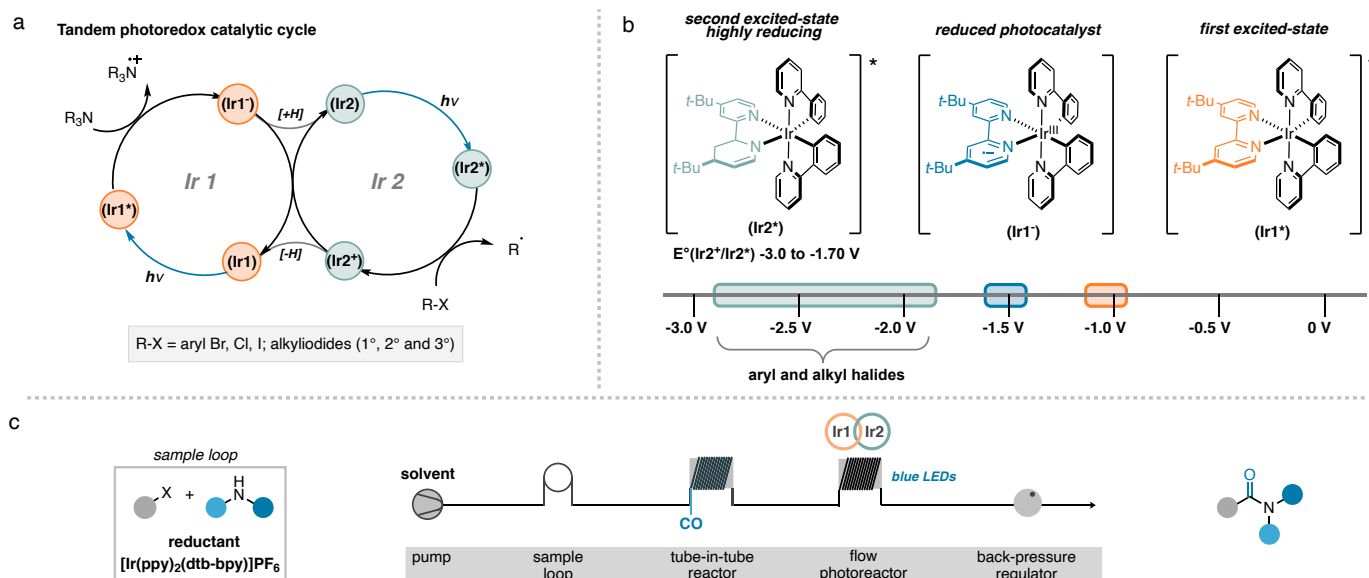 a
Tandem photoredox catalytic cycle
R₃N•+
R₃N
(Ir1⁻)
[+H]
(Ir2)
hν
Ir 1
Ir 2
(Ir2*)
(Ir1*)
hν
(Ir1)
[-H]
(Ir2⁺)
R•
R-X
R-X = aryl Br, Cl, I; alkyliodides (1°, 2° and 3°)
b
second excited-state
highly reducing
*
t-Bu
N
N
Ir
N
N
t-Bu
(Ir2*)
E°(Ir2⁺/Ir2*) -3.0 to -1.70 V
reduced photocatalyst
t-Bu
N
N
Irᴵᴵᴵ
•−
N
N
t-Bu
(Ir1⁻)
first excited-state
*
t-Bu
N
N
Ir
N
N
t-Bu
(Ir1*)
-3.0 V
-2.5 V
-2.0 V
-1.5 V
-1.0 V
-0.5 V
0 V
aryl and alkyl halides
c
sample loop
X
+
H
N
reductant
[Ir(ppy)₂(dtb-bpy)]PF₆
solvent
CO
Ir1
Ir2
blue LEDs
pump
sample
loop
tube-in-tube
reactor
flow
photoreactor
back-pressure
regulator
O
N